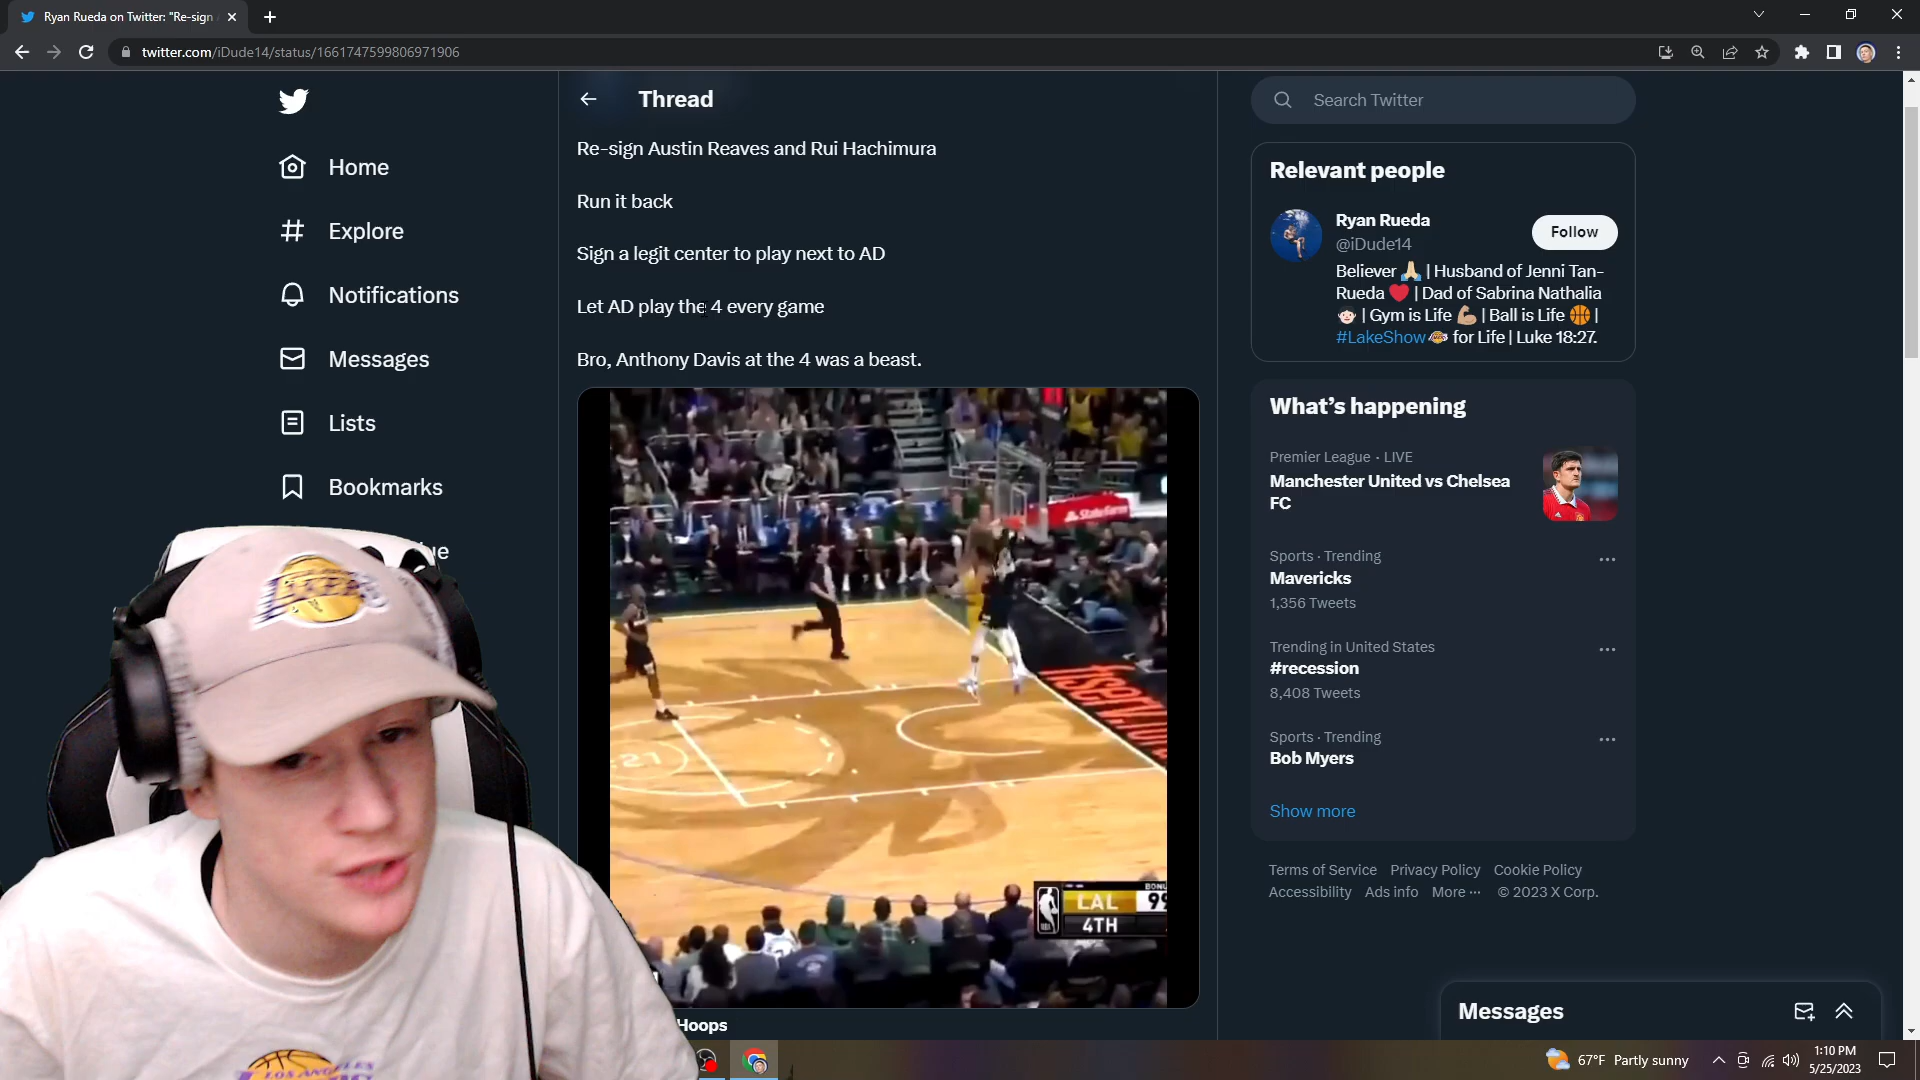 Ryan Rueda on Twitter: "Re-sign
twitter.com/iDude14/status/1661747599806971906
Home
Explore
Notifications
Messages
Lists
Bookmarks
Thread
Re-sign Austin Reaves and Rui Hachimura
Run it back
Sign a legit center to play next to AD
Let AD play the 4 every game
Bro, Anthony Davis at the 4 was a beast.
State Farm
LAL 99
4TH
Hoops
Search Twitter
Relevant people
Ryan Rueda
@iDude14
Follow
Believer 🙏🏼 | Husband of Jenni Tan-
Rueda ❤️ | Dad of Sabrina Nathalia
👧🏻 | Gym is Life 💪🏽 | Ball is Life 🏀 |
#LakeShow for Life | Luke 18:27.
What's happening
Premier League · LIVE
Manchester United vs Chelsea
FC
Sports · Trending
Mavericks
1,356 Tweets
Trending in United States
#recession
8,408 Tweets
Sports · Trending
Bob Myers
Show more
Terms of Service Privacy Policy Cookie Policy
Accessibility Ads info More ··· © 2023 X Corp.
Messages
LAKERS
LOS ANGELES
67°F Partly sunny
1:10 PM
5/25/2023